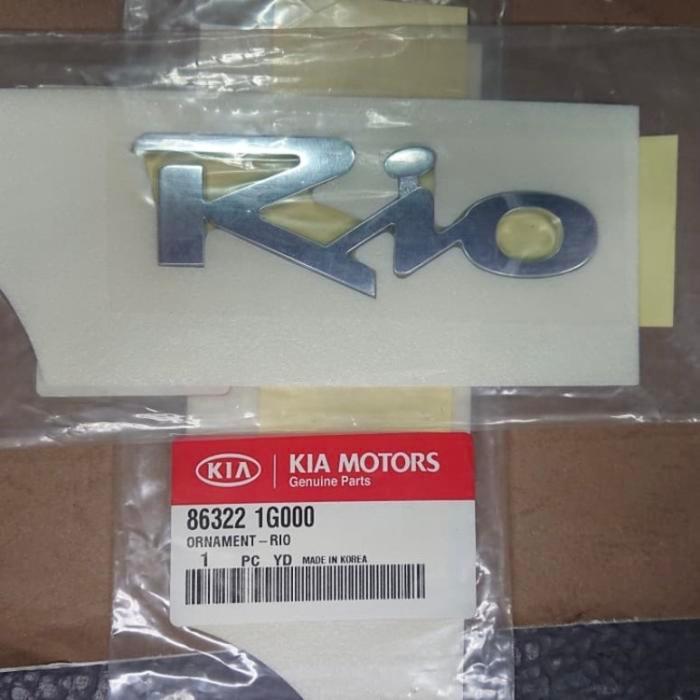 Rio
KIA KIA MOTORS
Genuine Parts
86322 1G000
ORNAMENT-RIO
1 PC YD MADE IN KOREA